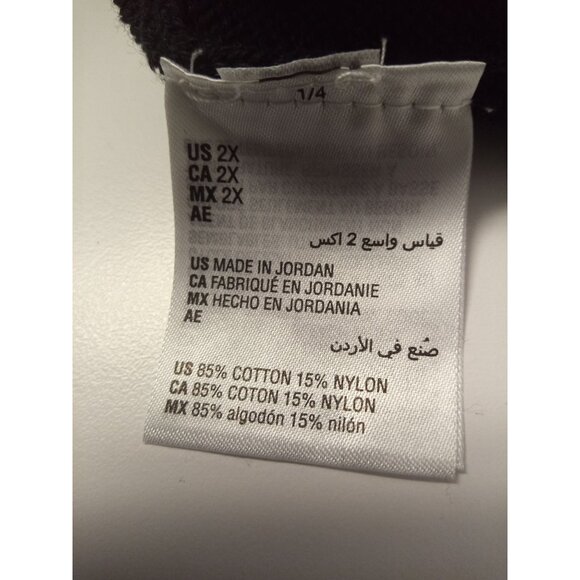 1/4
US 2X
CA 2X
MX 2X
AE
قياس واسع 2 اكس
US MADE IN JORDAN
CA FABRIQUÉ EN JORDANIE
MX HECHO EN JORDANIA
AE
صُنع في الأردن
US 85% COTTON 15% NYLON
CA 85% COTON 15% NYLON
MX 85% algodón 15% nilón